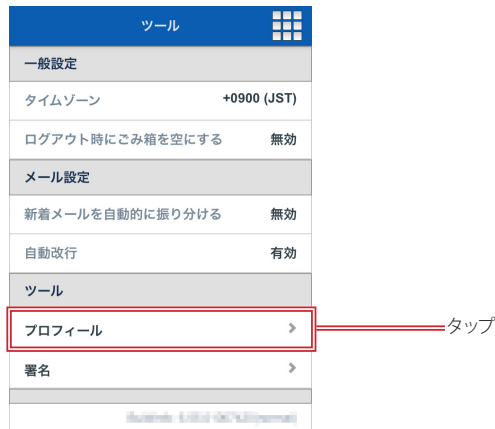 ツール
一般設定
タイムゾーン +0900 (JST)
ログアウト時にごみ箱を空にする 無効
メール設定
新着メールを自動的に振り分ける 無効
自動改行 有効
ツール
プロフィール
タップ
署名